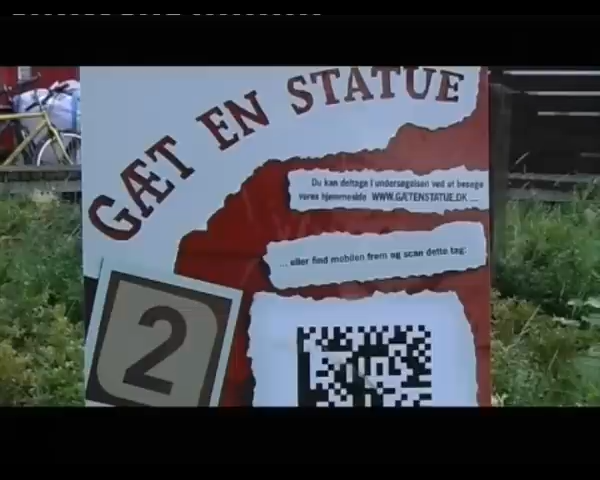 GÆT EN STATUE
Du kan deltage i undersøgelsen ved at besøge
vores hjemmeside WWW.GÆTENSTATUE.DK ...
... eller find mobilen frem og scan dette tag:
2